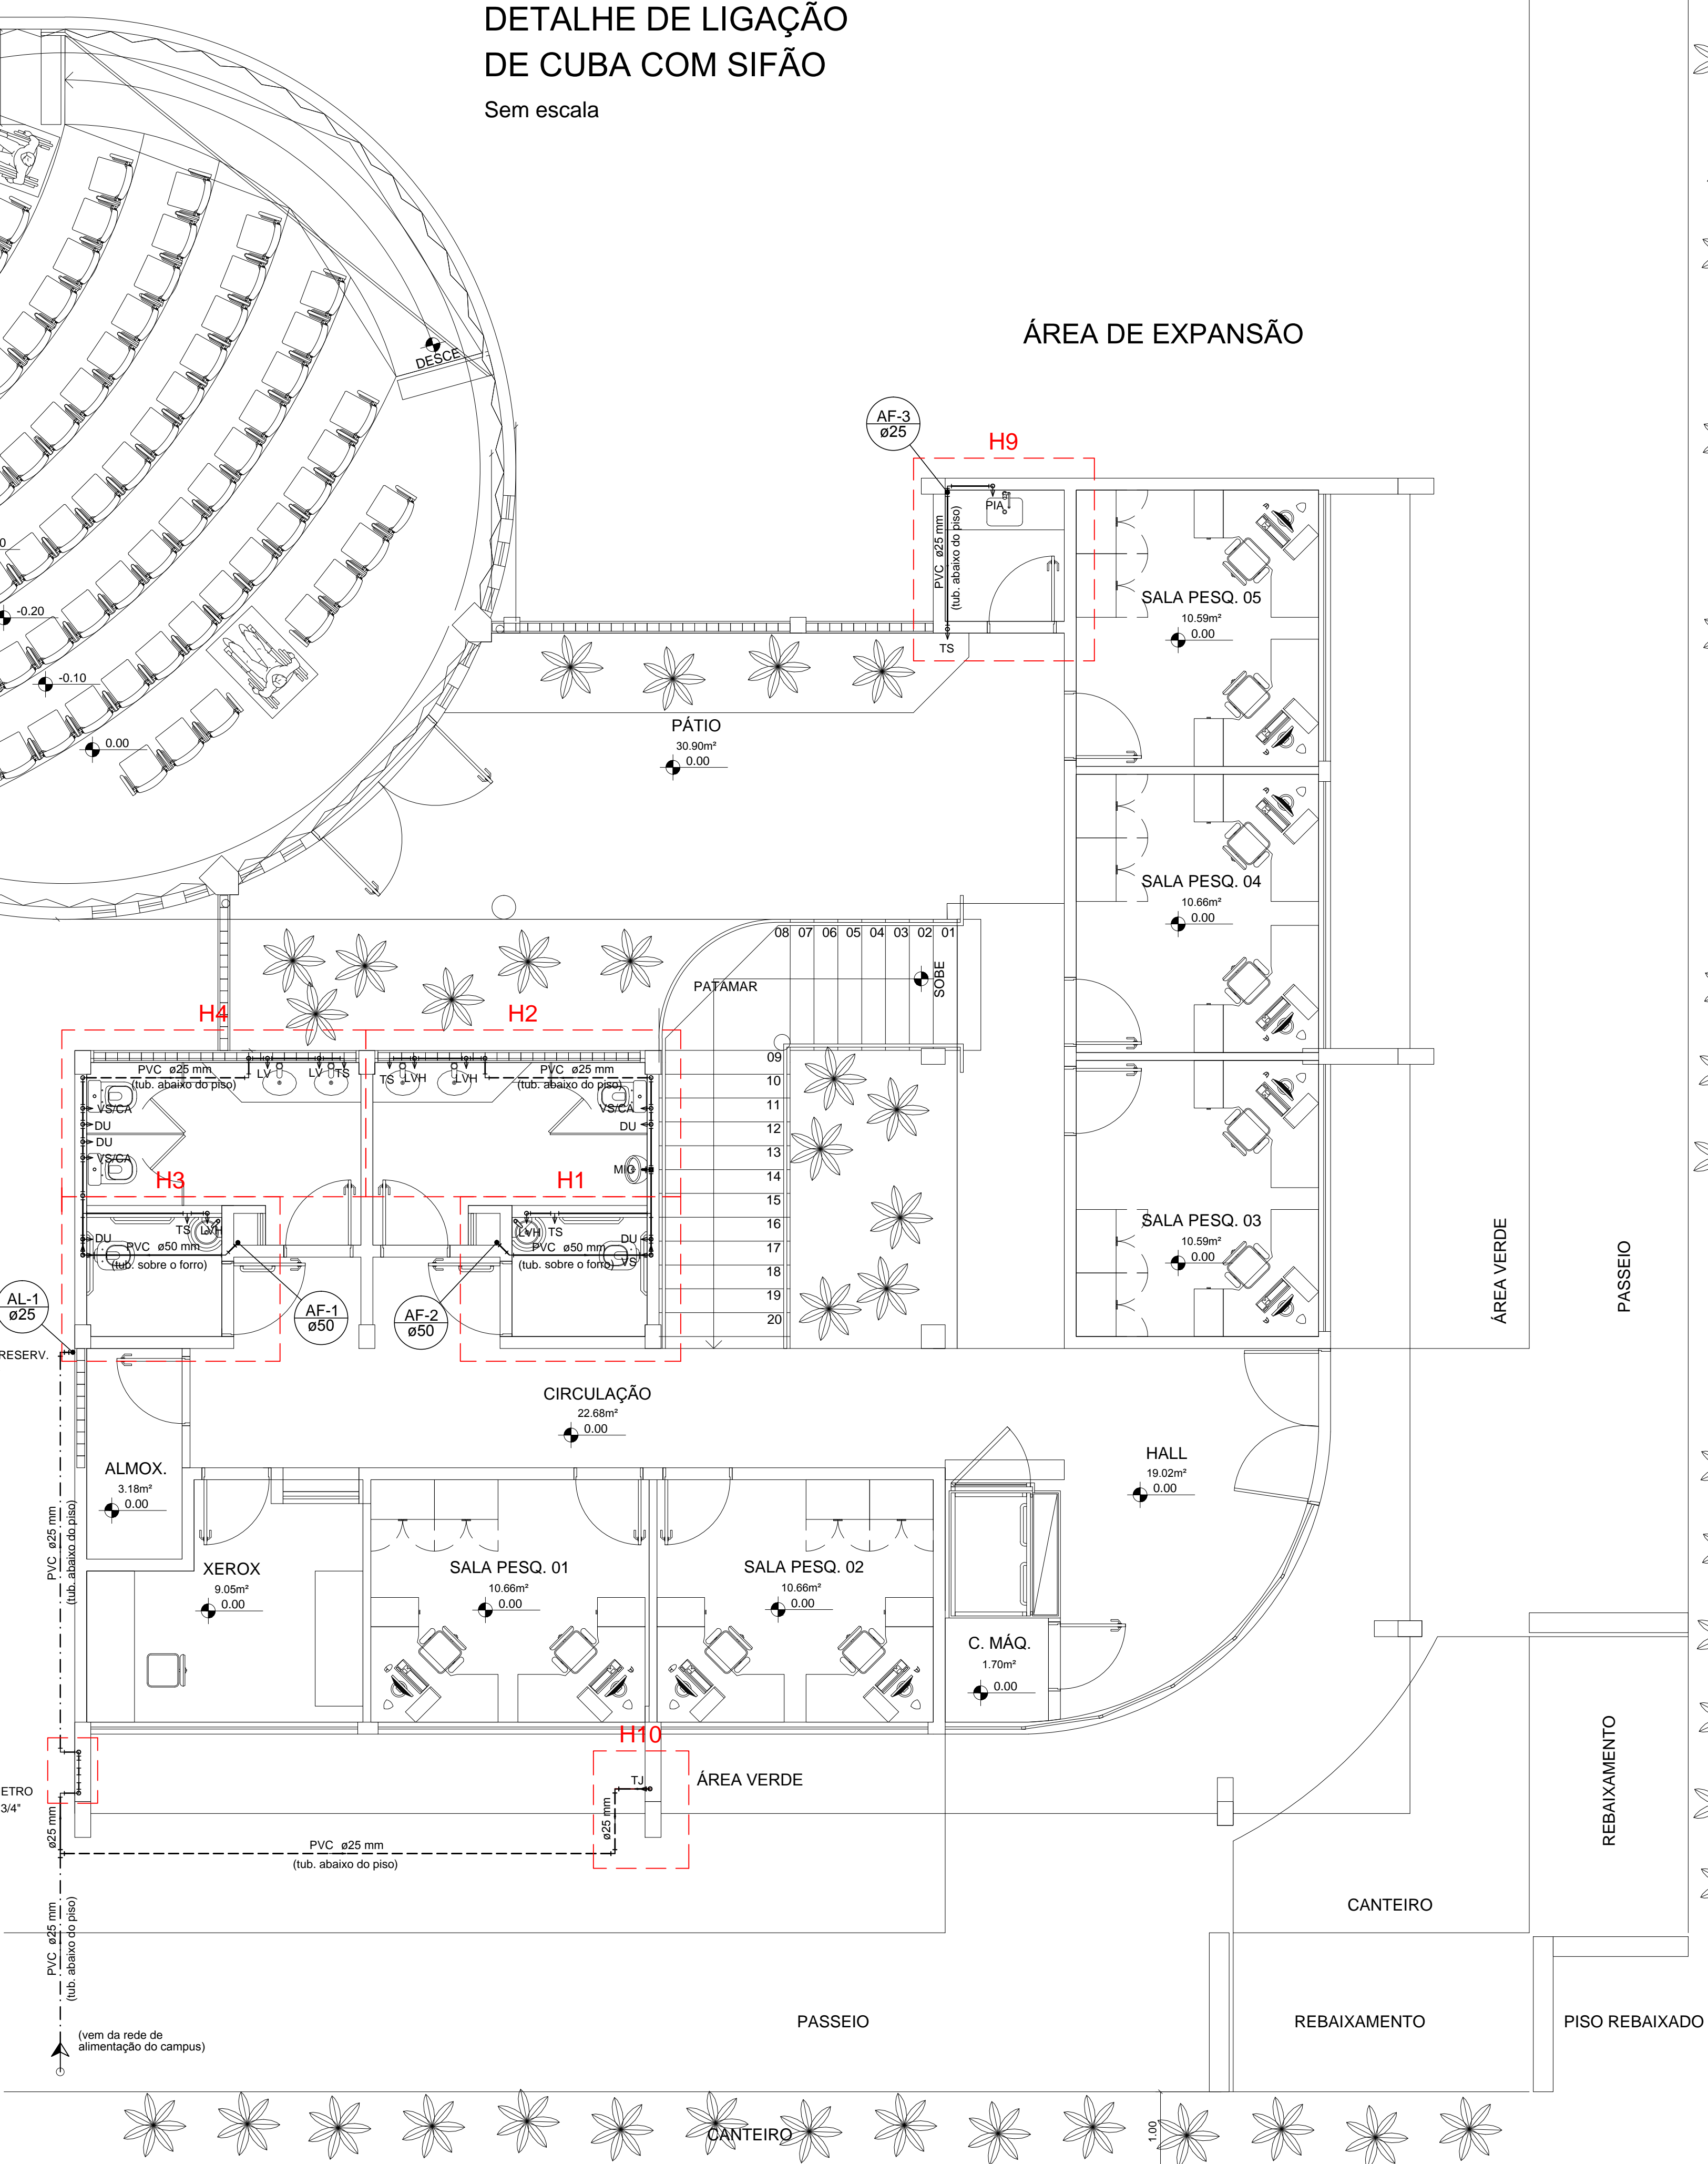 DETALHE DE LIGAÇÃO
DE CUBA COM SIFÃO
Sem escala
ÁREA DE EXPANSÃO
DESCE
AF-3
ø25
H9
PIA
PVC ø25 mm
(tub. abaixo do piso)
TS
SALA PESQ. 05
10.59m²
0.00
0
-0.20
-0.10
0.00
PÁTIO
30.90m²
0.00
SALA PESQ. 04
10.66m²
0.00
08 07 06 05 04 03 02 01
SOBE
PATAMAR
H4
H2
09
10
11
12
13
14
15
16
17
18
19
20
PVC ø25 mm
(tub. abaixo do piso)
LV
LV
TS
TS
LVH
LVH
PVC ø25 mm
(tub. abaixo do piso)
VS/CA
DU
DU
VS/CA
VS/CA
DU
MIC
H3
H1
TS
LVH
DU
PVC ø50 mm
(tub. sobre o forro)
LVH
TS
DU
VS
PVC ø50 mm
(tub. sobre o forro)
SALA PESQ. 03
10.59m²
0.00
ÁREA VERDE
PASSEIO
AL-1
ø25
AF-1
ø50
AF-2
ø50
RESERV.
CIRCULAÇÃO
22.68m²
0.00
HALL
19.02m²
0.00
ALMOX.
3.18m²
0.00
PVC ø25 mm
(tub. abaixo do piso)
XEROX
9.05m²
0.00
SALA PESQ. 01
10.66m²
0.00
SALA PESQ. 02
10.66m²
0.00
C. MÁQ.
1.70m²
0.00
H10
TJ
ÁREA VERDE
ETRO
3/4"
ø25 mm
ø25 mm
PVC ø25 mm
(tub. abaixo do piso)
REBAIXAMENTO
CANTEIRO
PVC ø25 mm
(tub. abaixo do piso)
(vem da rede de
alimentação do campus)
PASSEIO
REBAIXAMENTO
PISO REBAIXADO
CANTEIRO
1.00